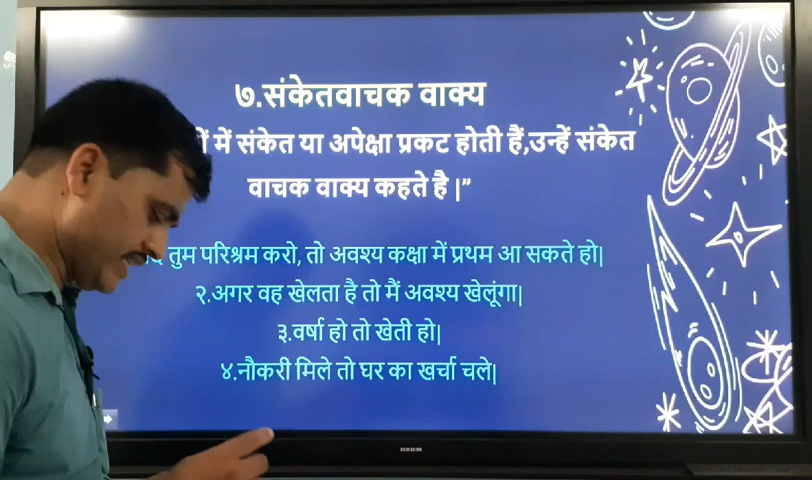 ७.संकेतवाचक वाक्य
में संकेत या अपेक्षा प्रकट होती हैं,उन्हें संकेत
वाचक वाक्य कहते है |”
तुम परिश्रम करो, तो अवश्य कक्षा में प्रथम आ सकते हो|
२.अगर वह खेलता है तो मैं अवश्य खेलूंगा|
३.वर्षा हो तो खेती हो|
४.नौकरी मिले तो घर का खर्चा चले|
SAMSUNG